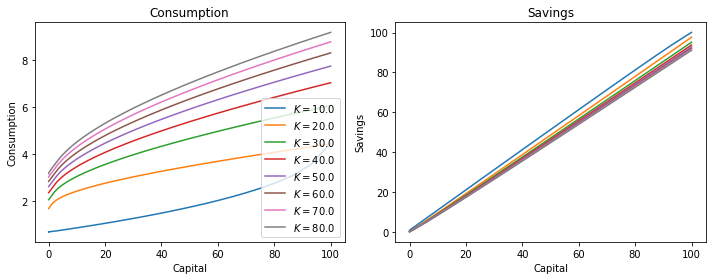 Consumption
Consumption
8
6
4
2
0
20
40
60
80
100
Capital
K = 10.0
K = 20.0
K = 30.0
K = 40.0
K = 50.0
K = 60.0
K = 70.0
K = 80.0
Savings
Savings
100
80
60
40
20
0
0
20
40
60
80
100
Capital